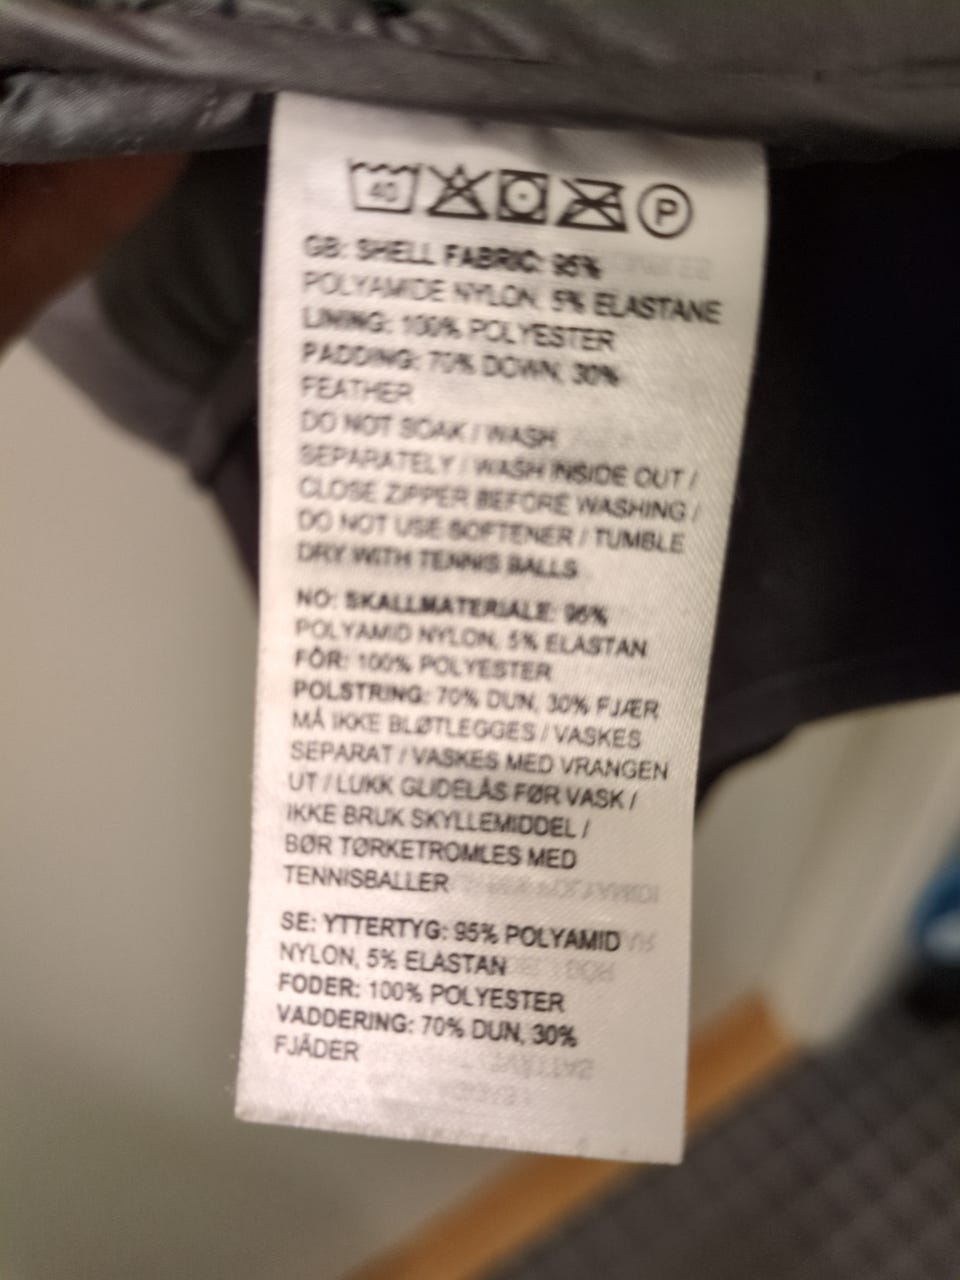 40 P
GB: SHELL FABRIC: 95%
POLYAMIDE NYLON, 5% ELASTANE
LINING: 100% POLYESTER
PADDING: 70% DOWN, 30%
FEATHER
DO NOT SOAK / WASH
SEPARATELY / WASH INSIDE OUT /
CLOSE ZIPPER BEFORE WASHING /
DO NOT USE SOFTENER / TUMBLE
DRY WITH TENNIS BALLS
NO: SKALLMATERIALE: 95%
POLYAMID NYLON, 5% ELASTAN
FÔR: 100% POLYESTER
POLSTRING: 70% DUN, 30% FJÆR
MÅ IKKE BLØTLEGGES / VASKES
SEPARAT / VASKES MED VRANGEN
UT / LUKK GLIDELÅS FØR VASK /
IKKE BRUK SKYLLEMIDDEL /
BØR TØRKETROMLES MED
TENNISBALLER
SE: YTTERTYG: 95% POLYAMID
NYLON, 5% ELASTAN
FODER: 100% POLYESTER
VADDERING: 70% DUN, 30%
FJÄDER